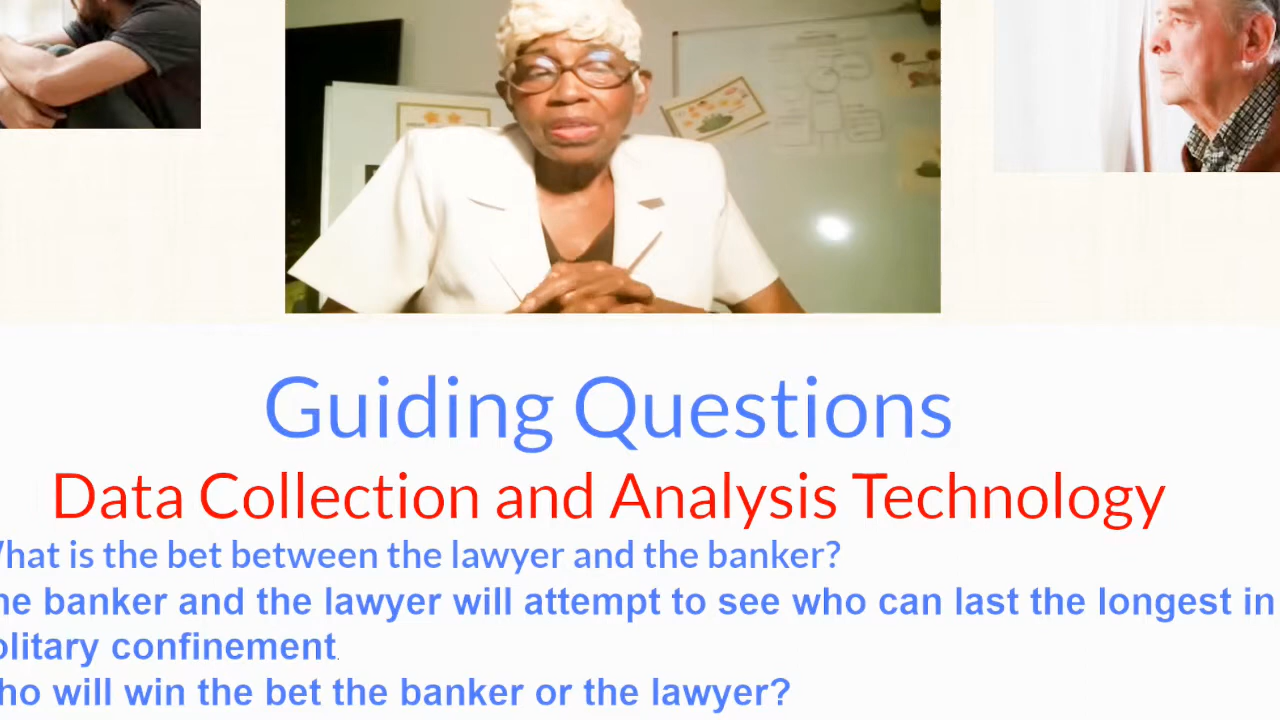 Guiding Questions
Data Collection and Analysis Technology
hat is the bet between the lawyer and the banker?
he banker and the lawyer will attempt to see who can last the longest in
olitary confinement.
ho will win the bet the banker or the lawyer?